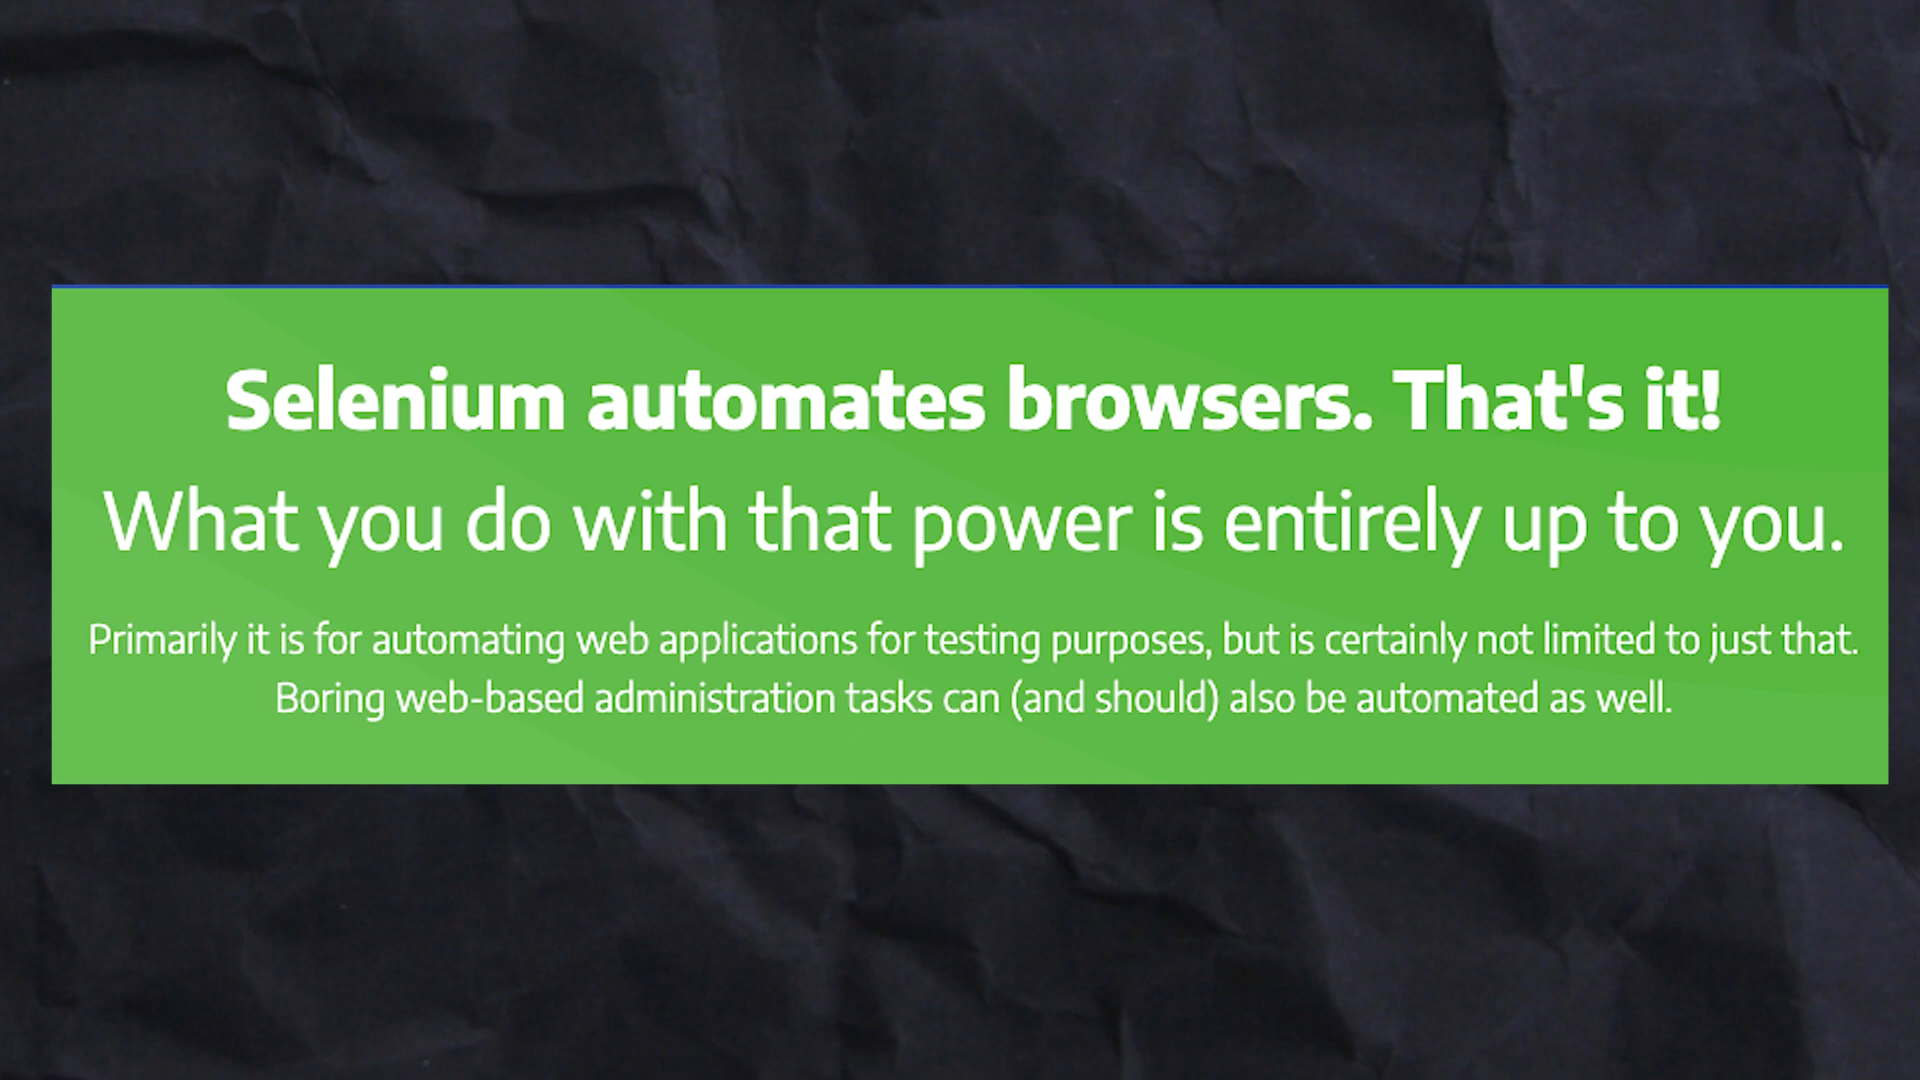 Selenium automates browsers. That's it!
What you do with that power is entirely up to you.
Primarily it is for automating web applications for testing purposes, but is certainly not limited to just that.
Boring web-based administration tasks can (and should) also be automated as well.